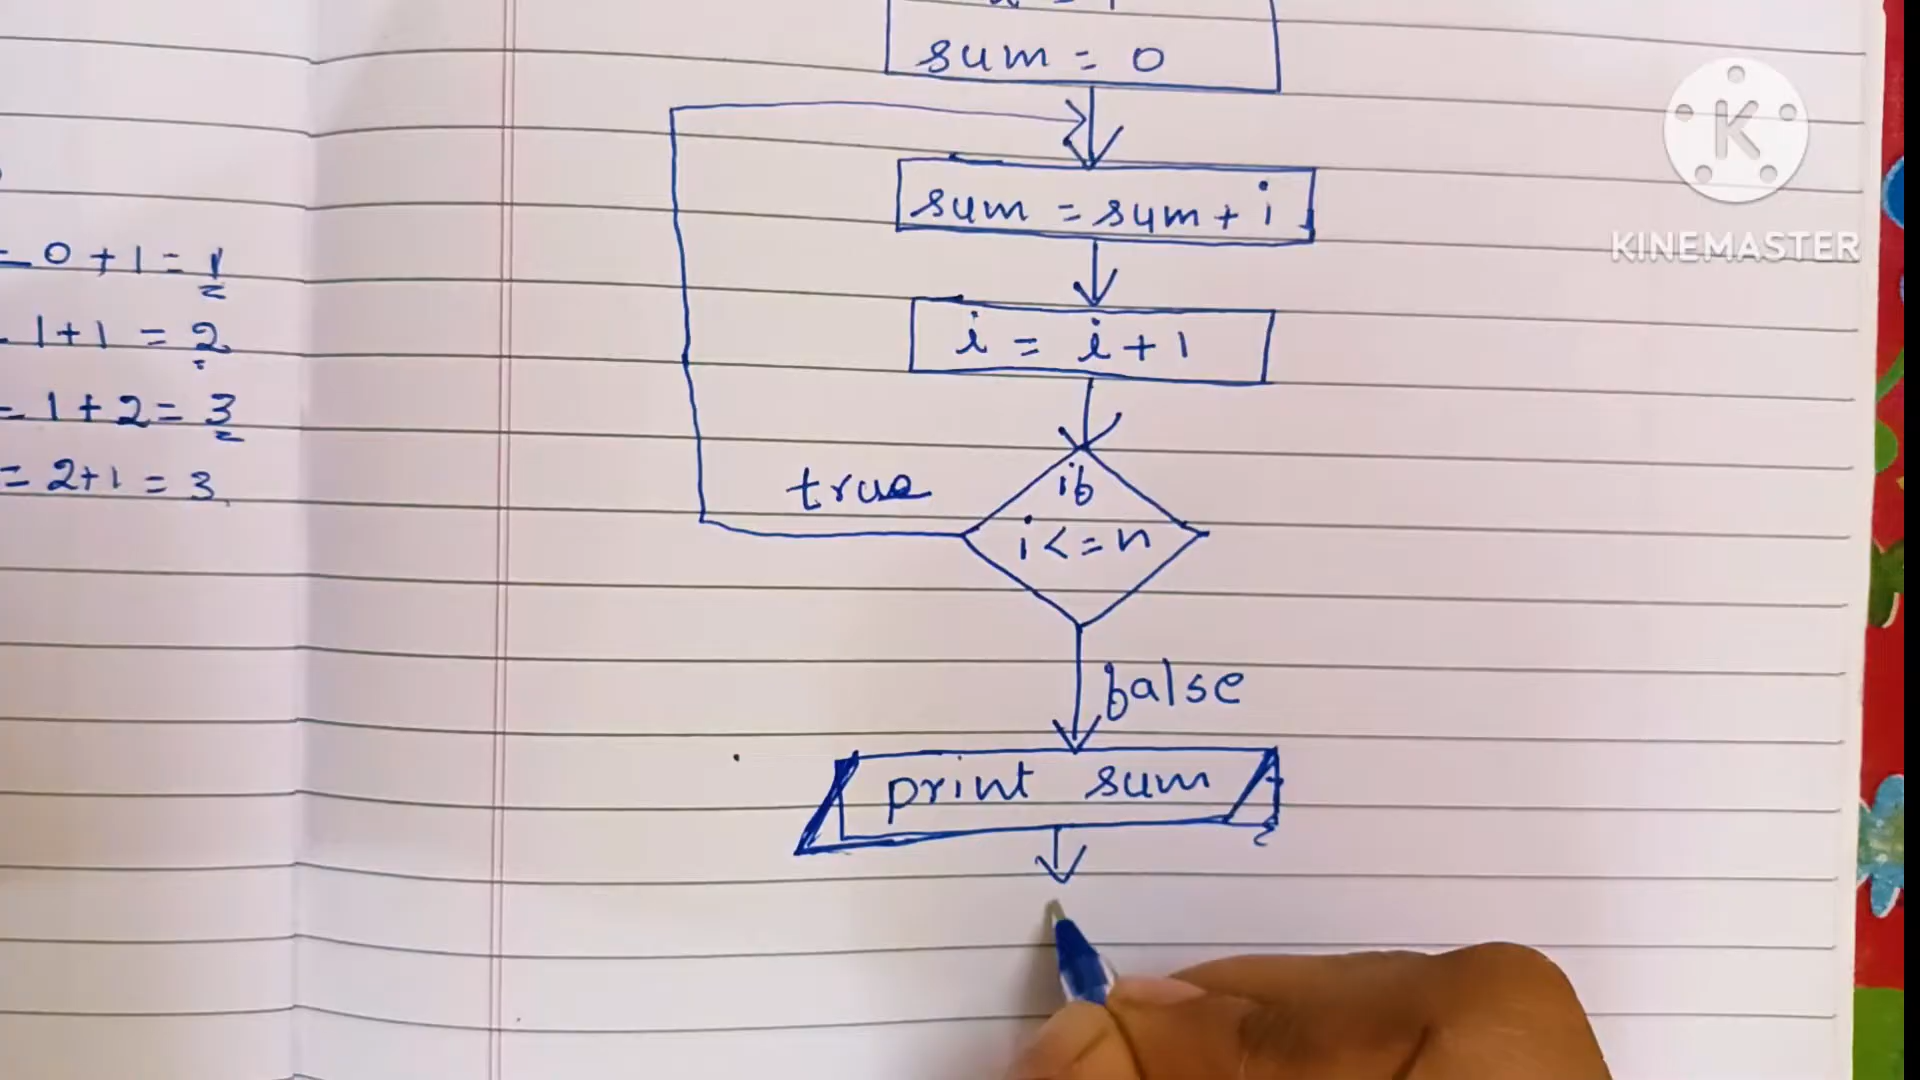 sum = 0
sum = sum + i
i = i + 1
true
if
i <= n
false
print sum
= 0 + 1 = 1
1 + 1 = 2
= 1 + 2 = 3
= 2 + 1 = 3
K
KINEMASTER